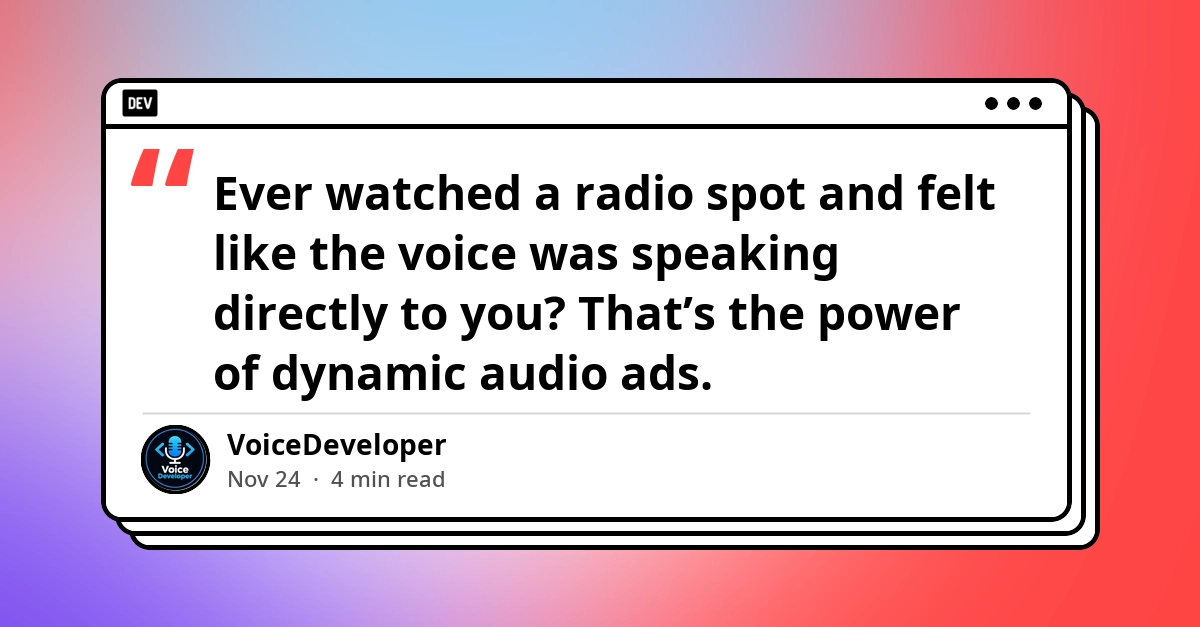 DEV
“
Ever watched a radio spot and felt
like the voice was speaking
directly to you? That’s the power
of dynamic audio ads.
VoiceDeveloper
Nov 24 · 4 min read
Voice
Developer